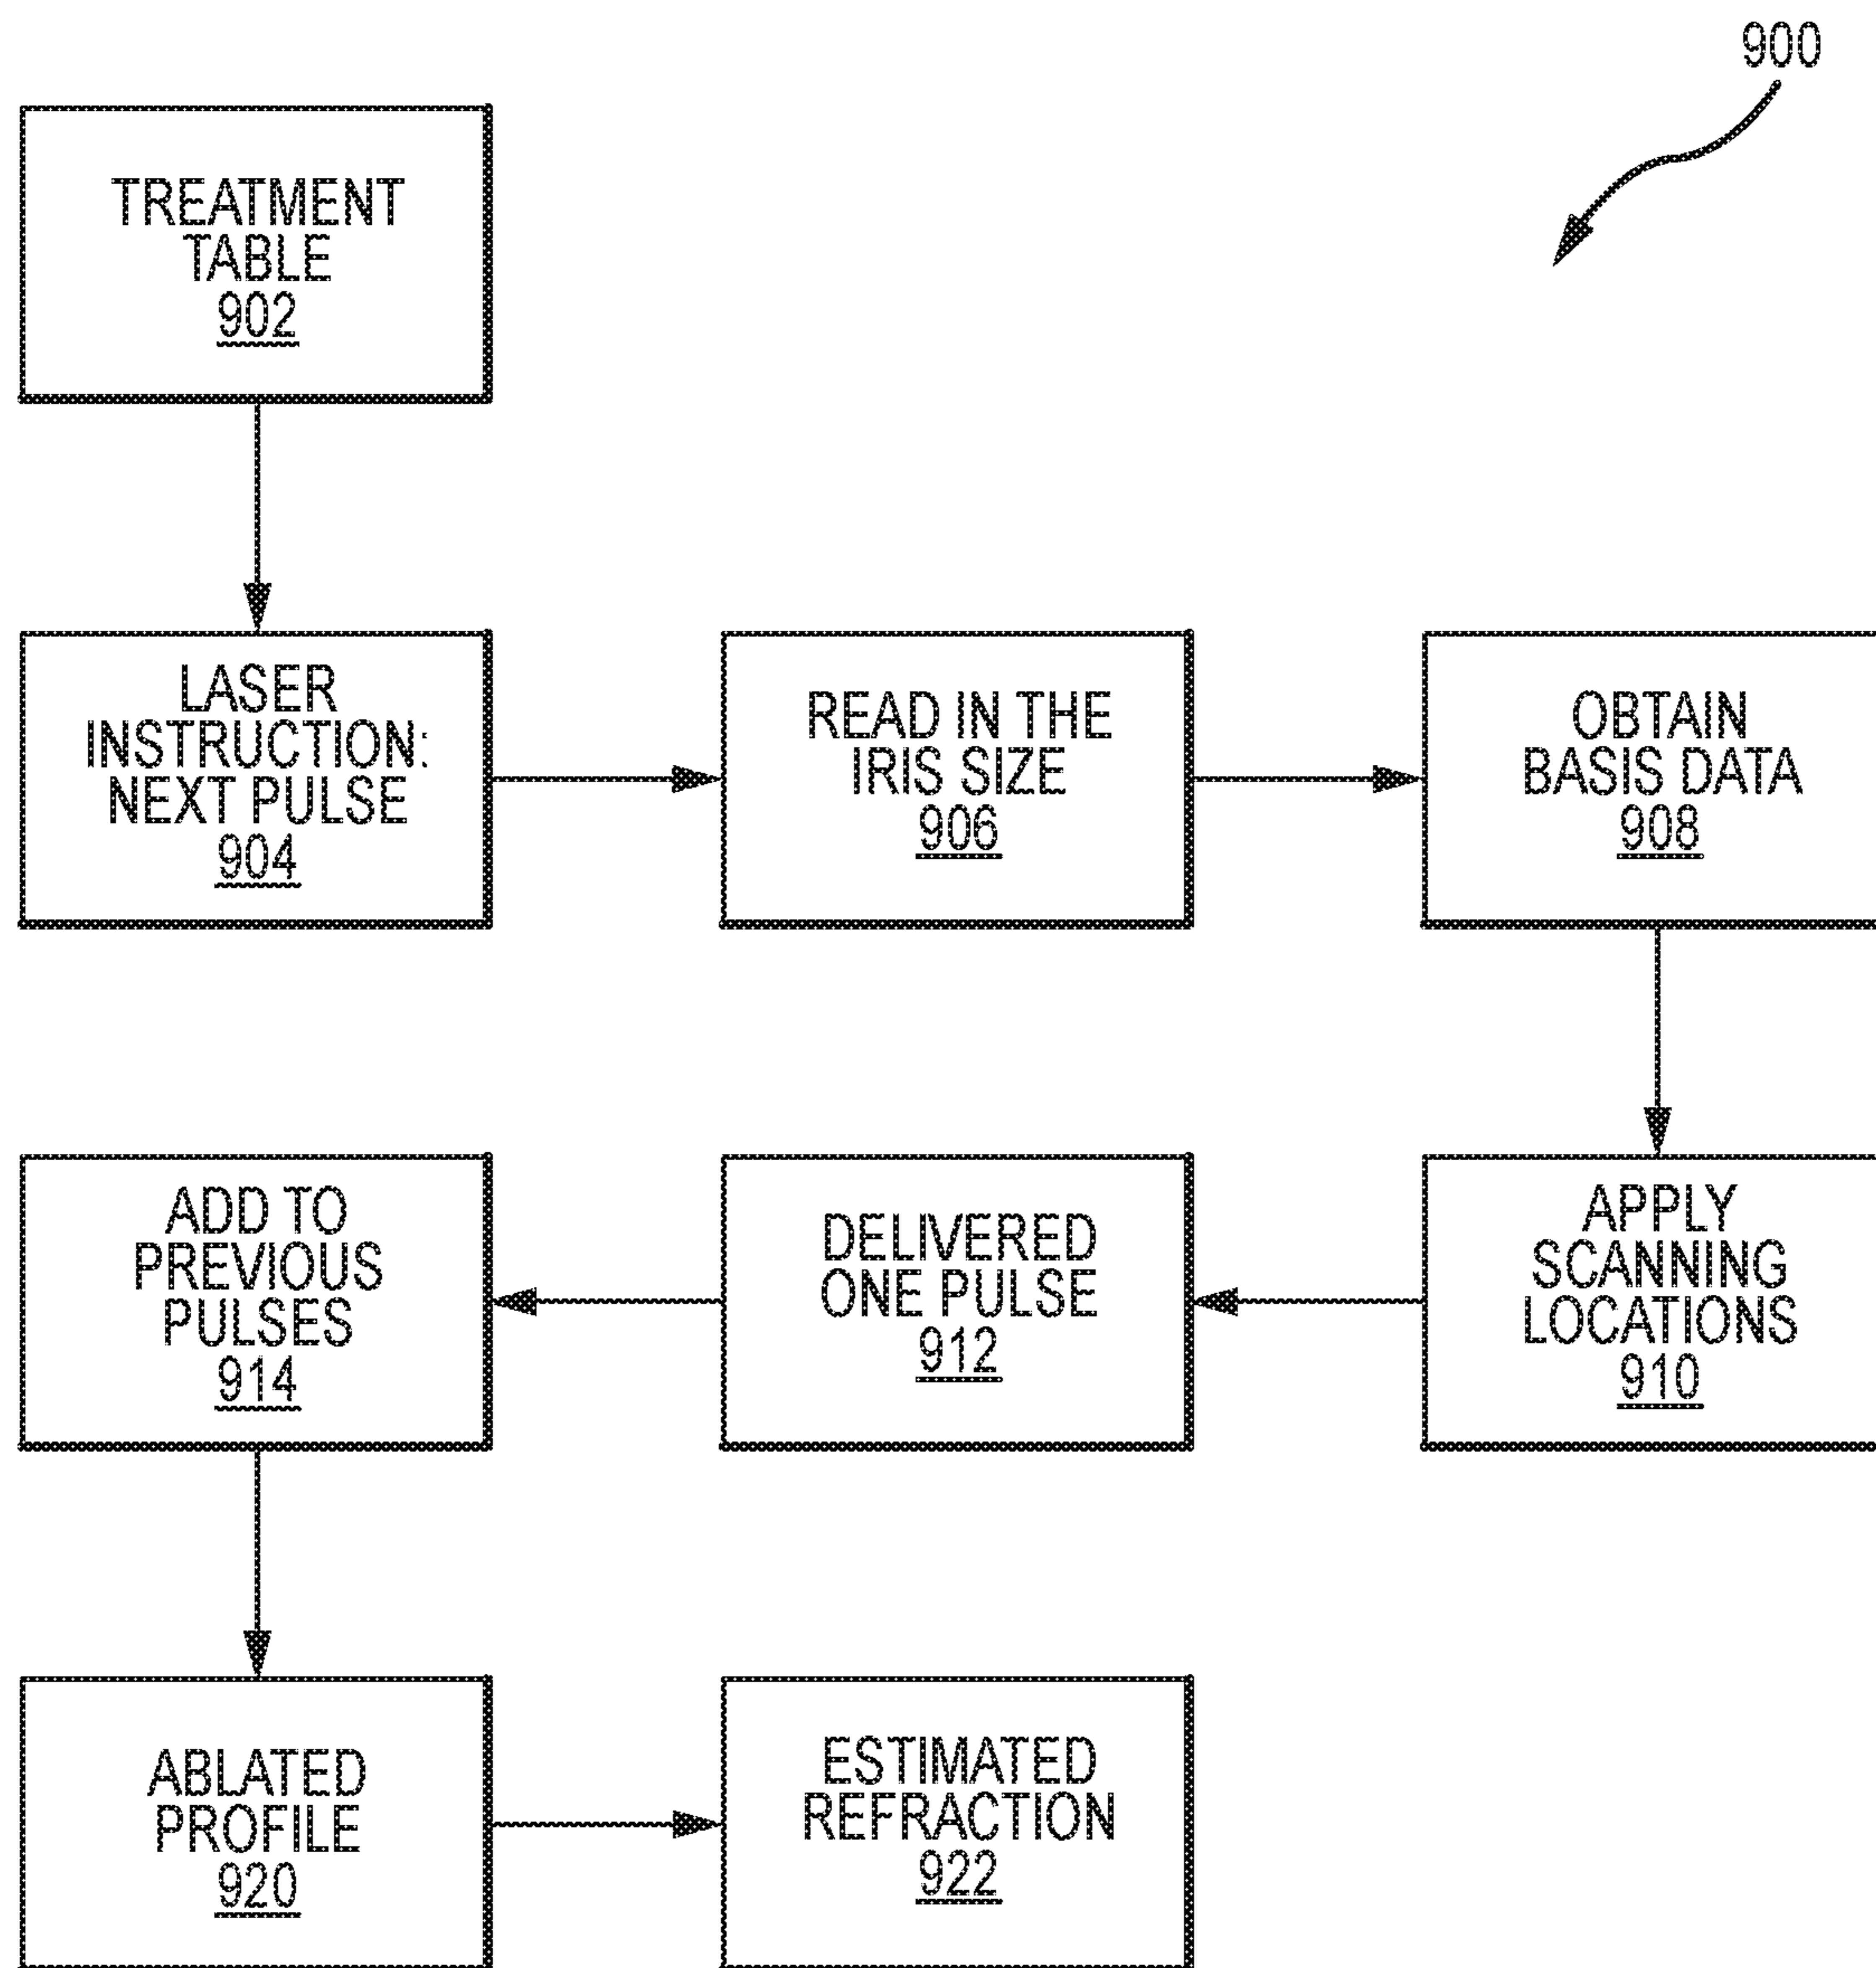 900
TREATMENT
TABLE
902
LASER
INSTRUCTION:
NEXT PULSE
904
READ IN THE
IRIS SIZE
906
OBTAIN
BASIS DATA
908
ADD TO
PREVIOUS
PULSES
914
DELIVERED
ONE PULSE
912
APPLY
SCANNING
LOCATIONS
910
ABLATED
PROFILE
920
ESTIMATED
REFRACTION
922